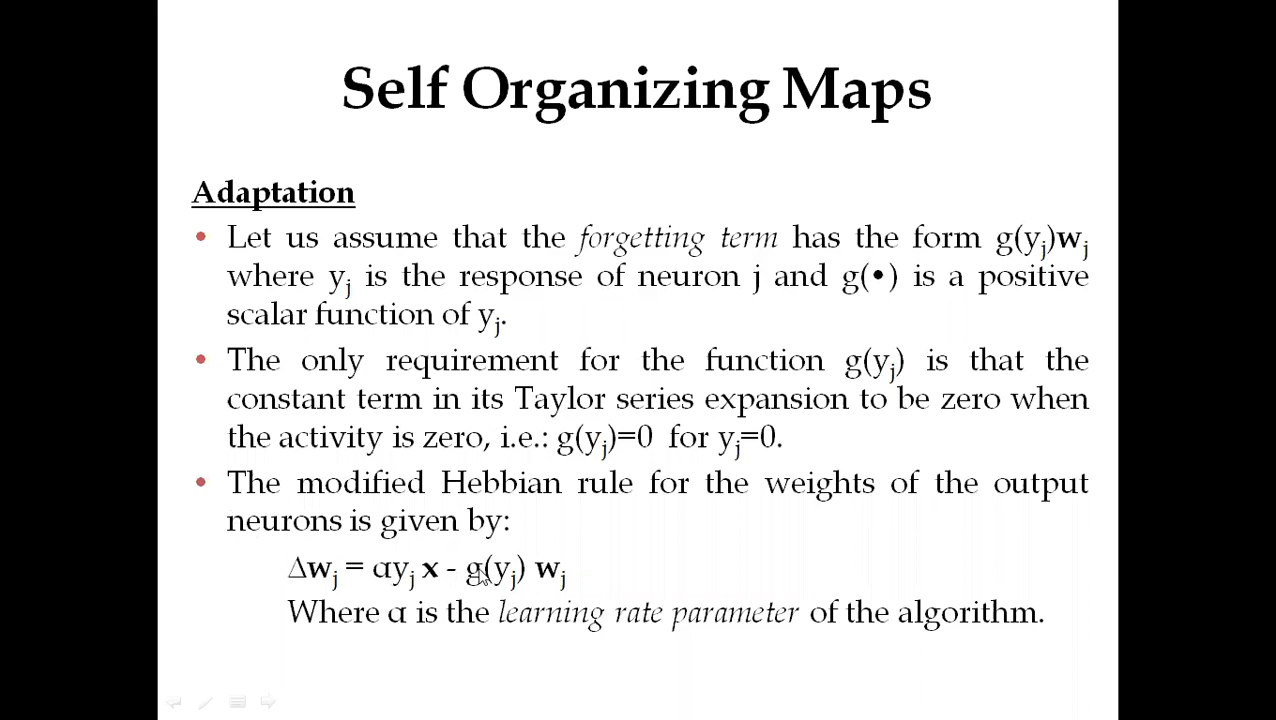 Self Organizing Maps
Adaptation
• Let us assume that the forgetting term has the form g(yj)wj
where yj is the response of neuron j and g(•) is a positive
scalar function of yj.
• The only requirement for the function g(yj) is that the
constant term in its Taylor series expansion to be zero when
the activity is zero, i.e.: g(yj)=0 for yj=0.
• The modified Hebbian rule for the weights of the output
neurons is given by:
∆wj = αyj x - g(yj) wj
Where α is the learning rate parameter of the algorithm.